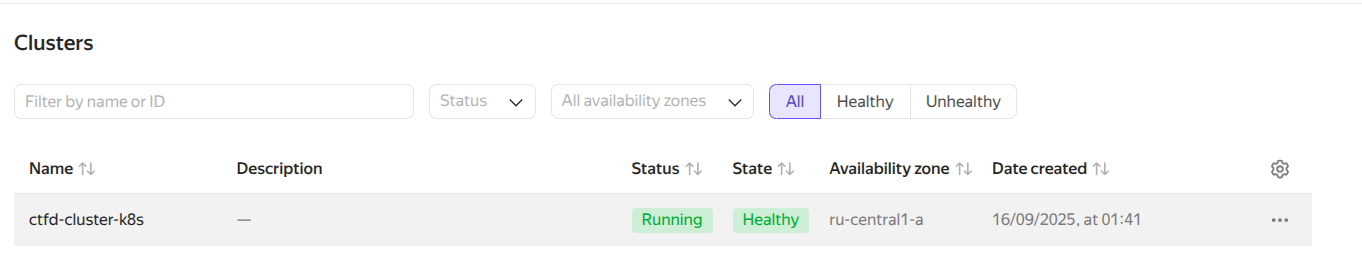 Clusters
Filter by name or ID Status All availability zones All Healthy Unhealthy
Name Description Status State Availability zone Date created
ctfd-cluster-k8s — Running Healthy ru-central1-a 16/09/2025, at 01:41